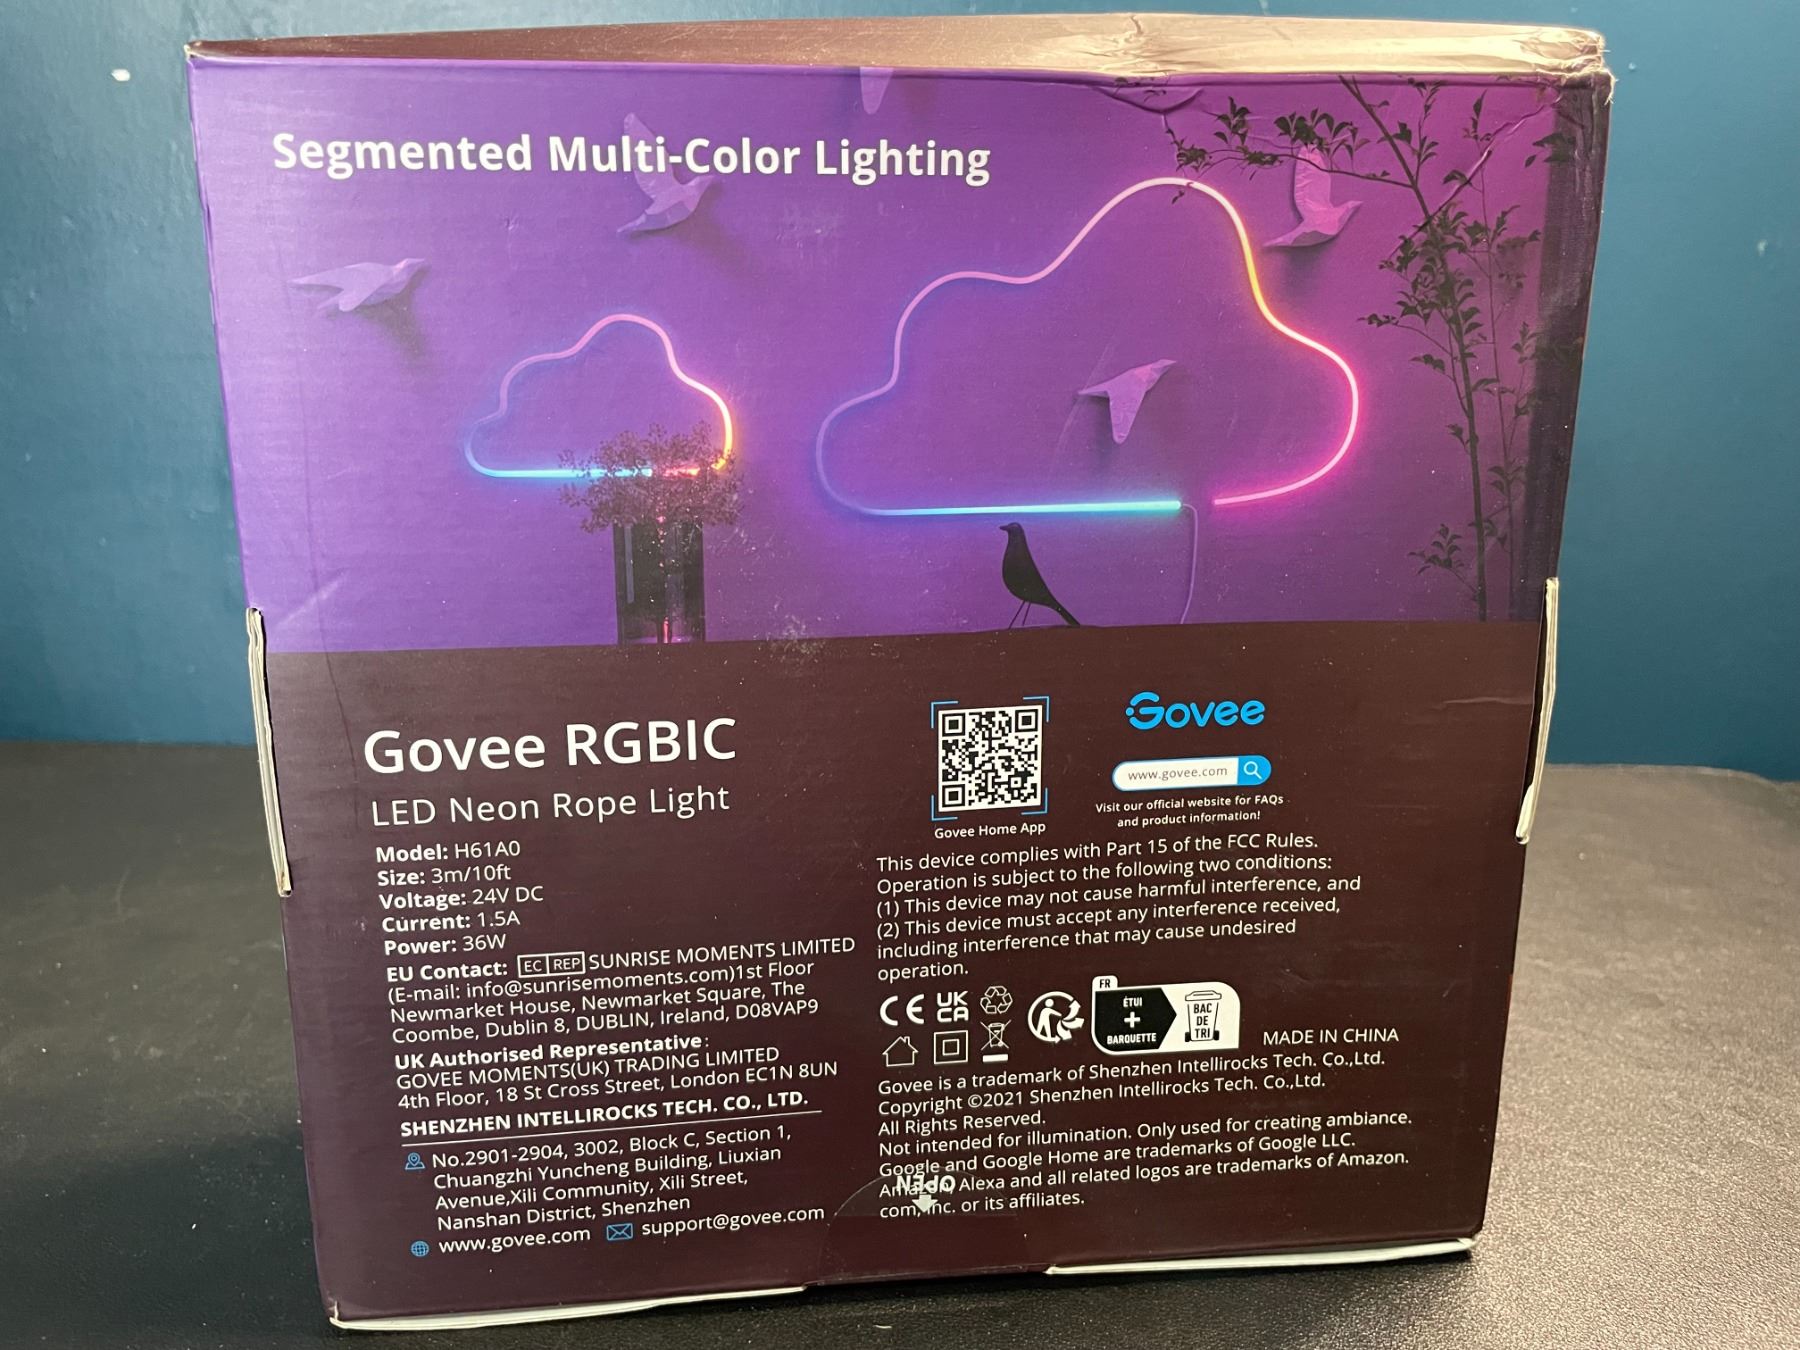 Segmented Multi-Color Lighting
Govee RGBIC
LED Neon Rope Light
Model: H61A0
Size: 3m/10ft
Voltage: 24V DC
Current: 1.5A
Power: 36W
EU Contact: EC REP SUNRISE MOMENTS LIMITED
(E-mail: info@sunrisemoments.com)1st Floor
Newmarket House, Newmarket Square, The
Coombe, Dublin 8, DUBLIN, Ireland, D08VAP9
UK Authorised Representative:
GOVEE MOMENTS(UK) TRADING LIMITED
4th Floor, 18 St Cross Street, London EC1N 8UN
SHENZHEN INTELLIROCKS TECH. CO., LTD.
No.2901-2904, 3002, Block C, Section 1,
Chuangzhi Yuncheng Building, Liuxian
Avenue,Xili Community, Xili Street,
Nanshan District, Shenzhen
www.govee.com support@govee.com
Govee Home App
Govee
www.govee.com
Visit our official website for FAQs
and product information!
This device complies with Part 15 of the FCC Rules.
Operation is subject to the following two conditions:
(1) This device may not cause harmful interference, and
(2) This device must accept any interference received,
including interference that may cause undesired
operation.
CE UK CA
FR
ÉTUI
+
BARQUETTE
BAC
DE
TRI
MADE IN CHINA
Govee is a trademark of Shenzhen Intellirocks Tech. Co.,Ltd.
Copyright ©2021 Shenzhen Intellirocks Tech. Co.,Ltd.
All Rights Reserved.
Not intended for illumination. Only used for creating ambiance.
Google and Google Home are trademarks of Google LLC.
Amazon, Alexa and all related logos are trademarks of Amazon.
com, Inc. or its affiliates.
OPEN